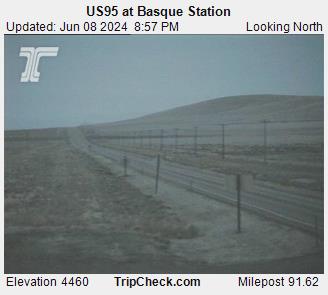 US95 at Basque Station
Updated: Jun 08 2024 8:57 PM Looking North
Elevation 4460 TripCheck.com Milepost 91.62